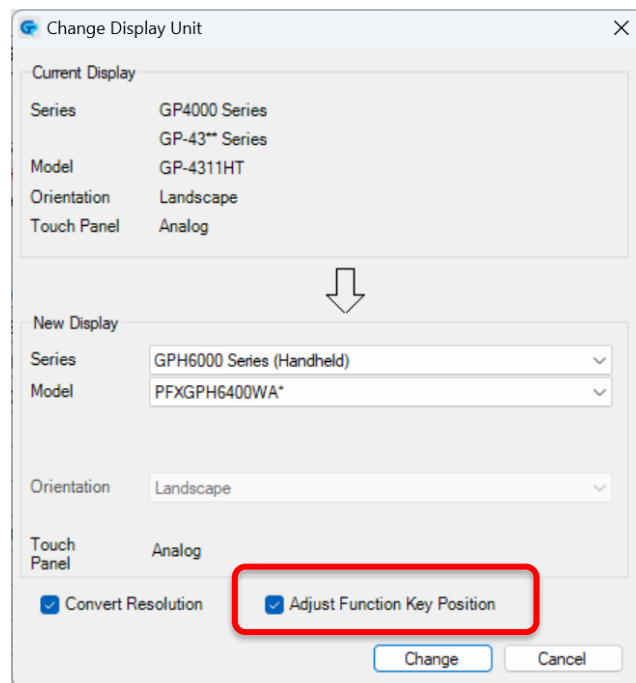 Change Display Unit
Current Display
Series GP4000 Series
GP-43** Series
Model GP-4311HT
Orientation Landscape
Touch Panel Analog
New Display
Series GPH6000 Series (Handheld)
Model PFXGPH6400WA*
Orientation Landscape
Touch
Panel Analog
Convert Resolution Adjust Function Key Position
Change Cancel